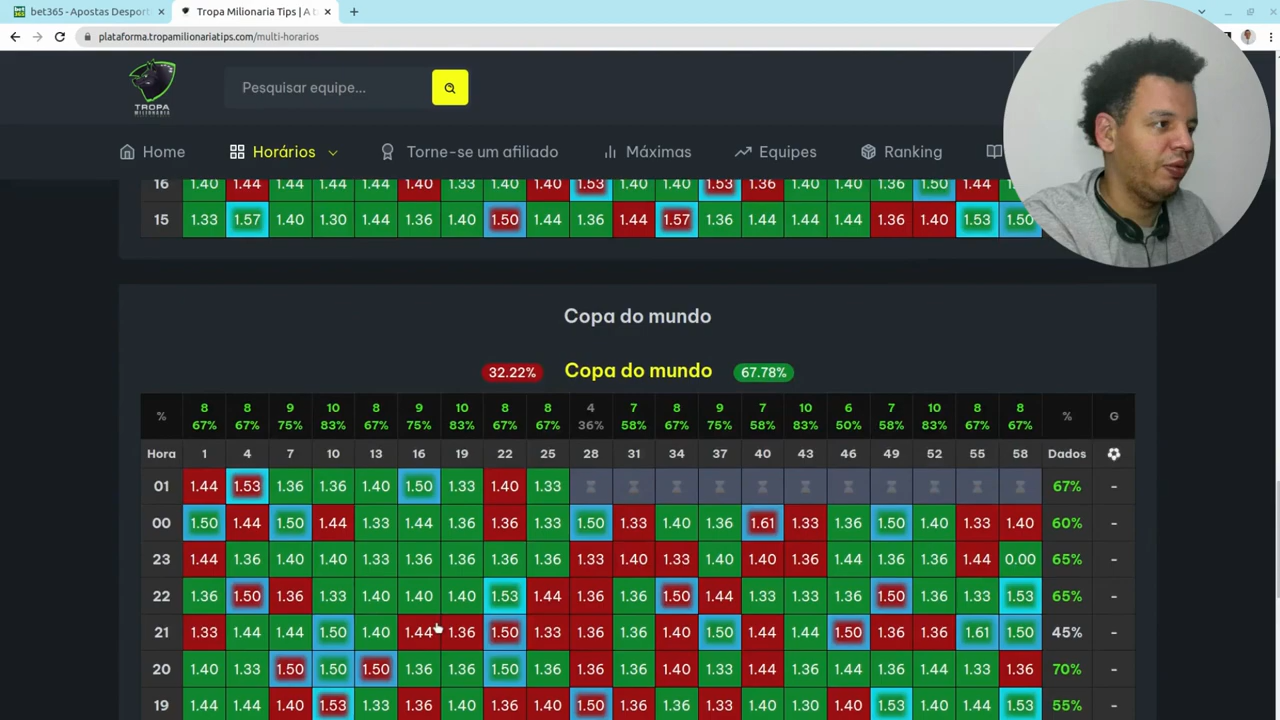 bet365 - Apostas Desport
Tropa Milionaria Tips | A t
plataforma.tropamilionariatips.com/multi-horarios
TROPA
MILIONÁRIA
Pesquisar equipe...
Home
Horários
Torne-se um afiliado
Máximas
Equipes
Ranking
16 1.40 1.44 1.44 1.44 1.44 1.40 1.33 1.40 1.40 1.53 1.40 1.40 1.53 1.36 1.40 1.40 1.36 1.50 1.44
15 1.33 1.57 1.40 1.30 1.44 1.36 1.40 1.50 1.44 1.36 1.44 1.57 1.36 1.44 1.44 1.44 1.36 1.40 1.53 1.50
Copa do mundo
32.22% Copa do mundo 67.78%
% 8 8 9 10 8 9 10 8 8 4 7 8 9 7 10 6 7 10 8 8 % G
67% 67% 75% 83% 67% 75% 83% 67% 67% 36% 58% 67% 75% 58% 83% 50% 58% 83% 67% 67%
Hora 1 4 7 10 13 16 19 22 25 28 31 34 37 40 43 46 49 52 55 58 Dados
01 1.44 1.53 1.36 1.36 1.40 1.50 1.33 1.40 1.33 67% -
00 1.50 1.44 1.50 1.44 1.33 1.44 1.36 1.36 1.33 1.50 1.33 1.40 1.36 1.61 1.33 1.36 1.50 1.40 1.33 1.40 60% -
23 1.44 1.36 1.40 1.40 1.33 1.36 1.36 1.36 1.36 1.33 1.40 1.33 1.40 1.40 1.36 1.44 1.36 1.36 1.44 0.00 65% -
22 1.36 1.50 1.36 1.33 1.40 1.40 1.40 1.53 1.44 1.36 1.36 1.50 1.44 1.33 1.33 1.36 1.50 1.36 1.33 1.53 65% -
21 1.33 1.44 1.44 1.50 1.40 1.44 1.36 1.50 1.33 1.36 1.36 1.40 1.50 1.44 1.44 1.50 1.36 1.36 1.61 1.50 45% -
20 1.40 1.33 1.50 1.50 1.50 1.36 1.36 1.50 1.36 1.36 1.36 1.40 1.33 1.44 1.36 1.44 1.36 1.44 1.33 1.36 70% -
19 1.44 1.44 1.40 1.53 1.33 1.36 1.40 1.36 1.40 1.50 1.36 1.36 1.33 1.40 1.30 1.40 1.53 1.40 1.44 1.53 55% -